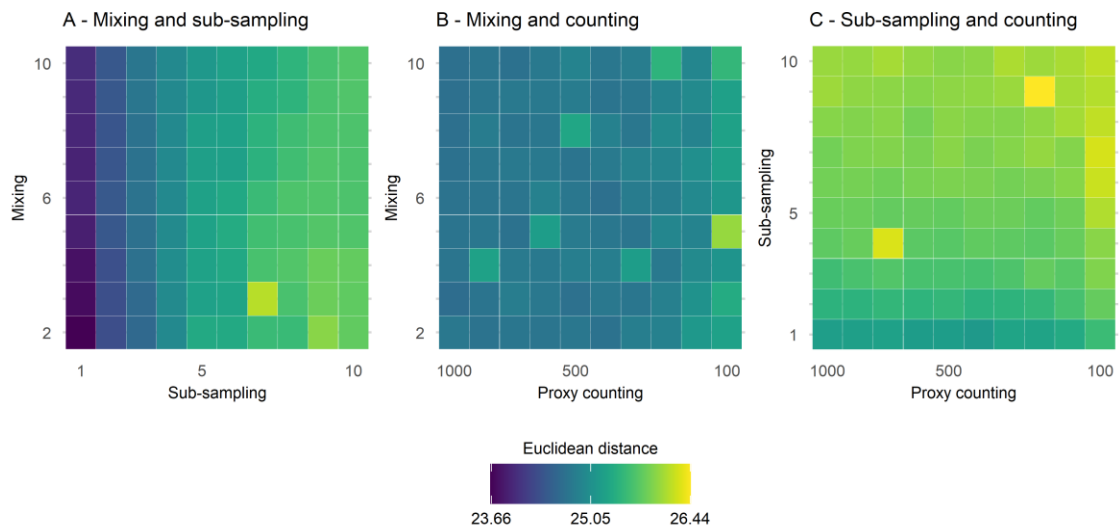 A - Mixing and sub-sampling
B - Mixing and counting
C - Sub-sampling and counting
Mixing
10
6
2
1
5
10
Sub-sampling
Mixing
10
6
2
1000
500
100
Proxy counting
Sub-sampling
10
5
1
1000
500
100
Proxy counting
Euclidean distance
23.66
25.05
26.44